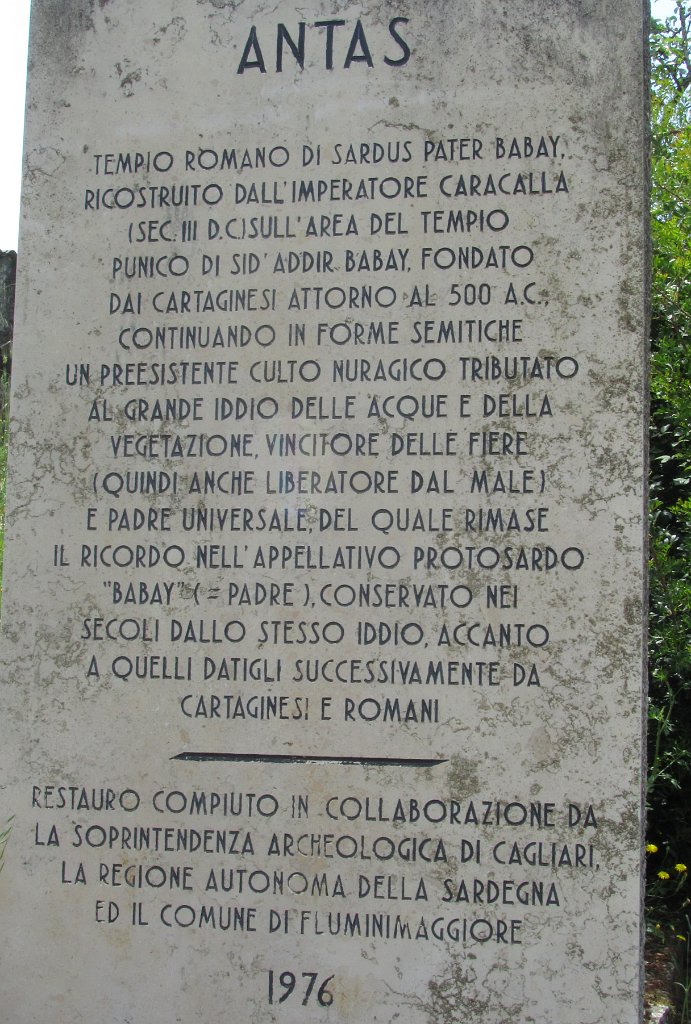 ANTAS
TEMPIO ROMANO DI SARDUS PATER BABAY,
RICOSTRUITO DALL'IMPERATORE CARACALLA
(SEC. III D.C.) SULL'AREA DEL TEMPIO
PUNICO DI SID'ADDIR BABAY, FONDATO
DAI CARTAGINESI ATTORNO AL 500 A.C.,
CONTINUANDO IN FORME SEMITICHE
UN PREESISTENTE CULTO NURAGICO TRIBUTATO
AL GRANDE IDDIO DELLE ACQUE E DELLA
VEGETAZIONE, VINCITORE DELLE FIERE
(QUINDI ANCHE LIBERATORE DAL MALE)
E PADRE UNIVERSALE, DEL QUALE RIMASE
IL RICORDO NELL'APPELLATIVO PROTOSARDO
"BABAY" (= PADRE), CONSERVATO NEI
SECOLI DALLO STESSO IDDIO, ACCANTO
A QUELLI DATIGLI SUCCESSIVAMENTE DA
CARTAGINESI E ROMANI
RESTAURO COMPIUTO IN COLLABORAZIONE DA
LA SOPRINTENDENZA ARCHEOLOGICA DI CAGLIARI,
LA REGIONE AUTONOMA DELLA SARDEGNA
ED IL COMUNE DI FLUMINIMAGGIORE
1976